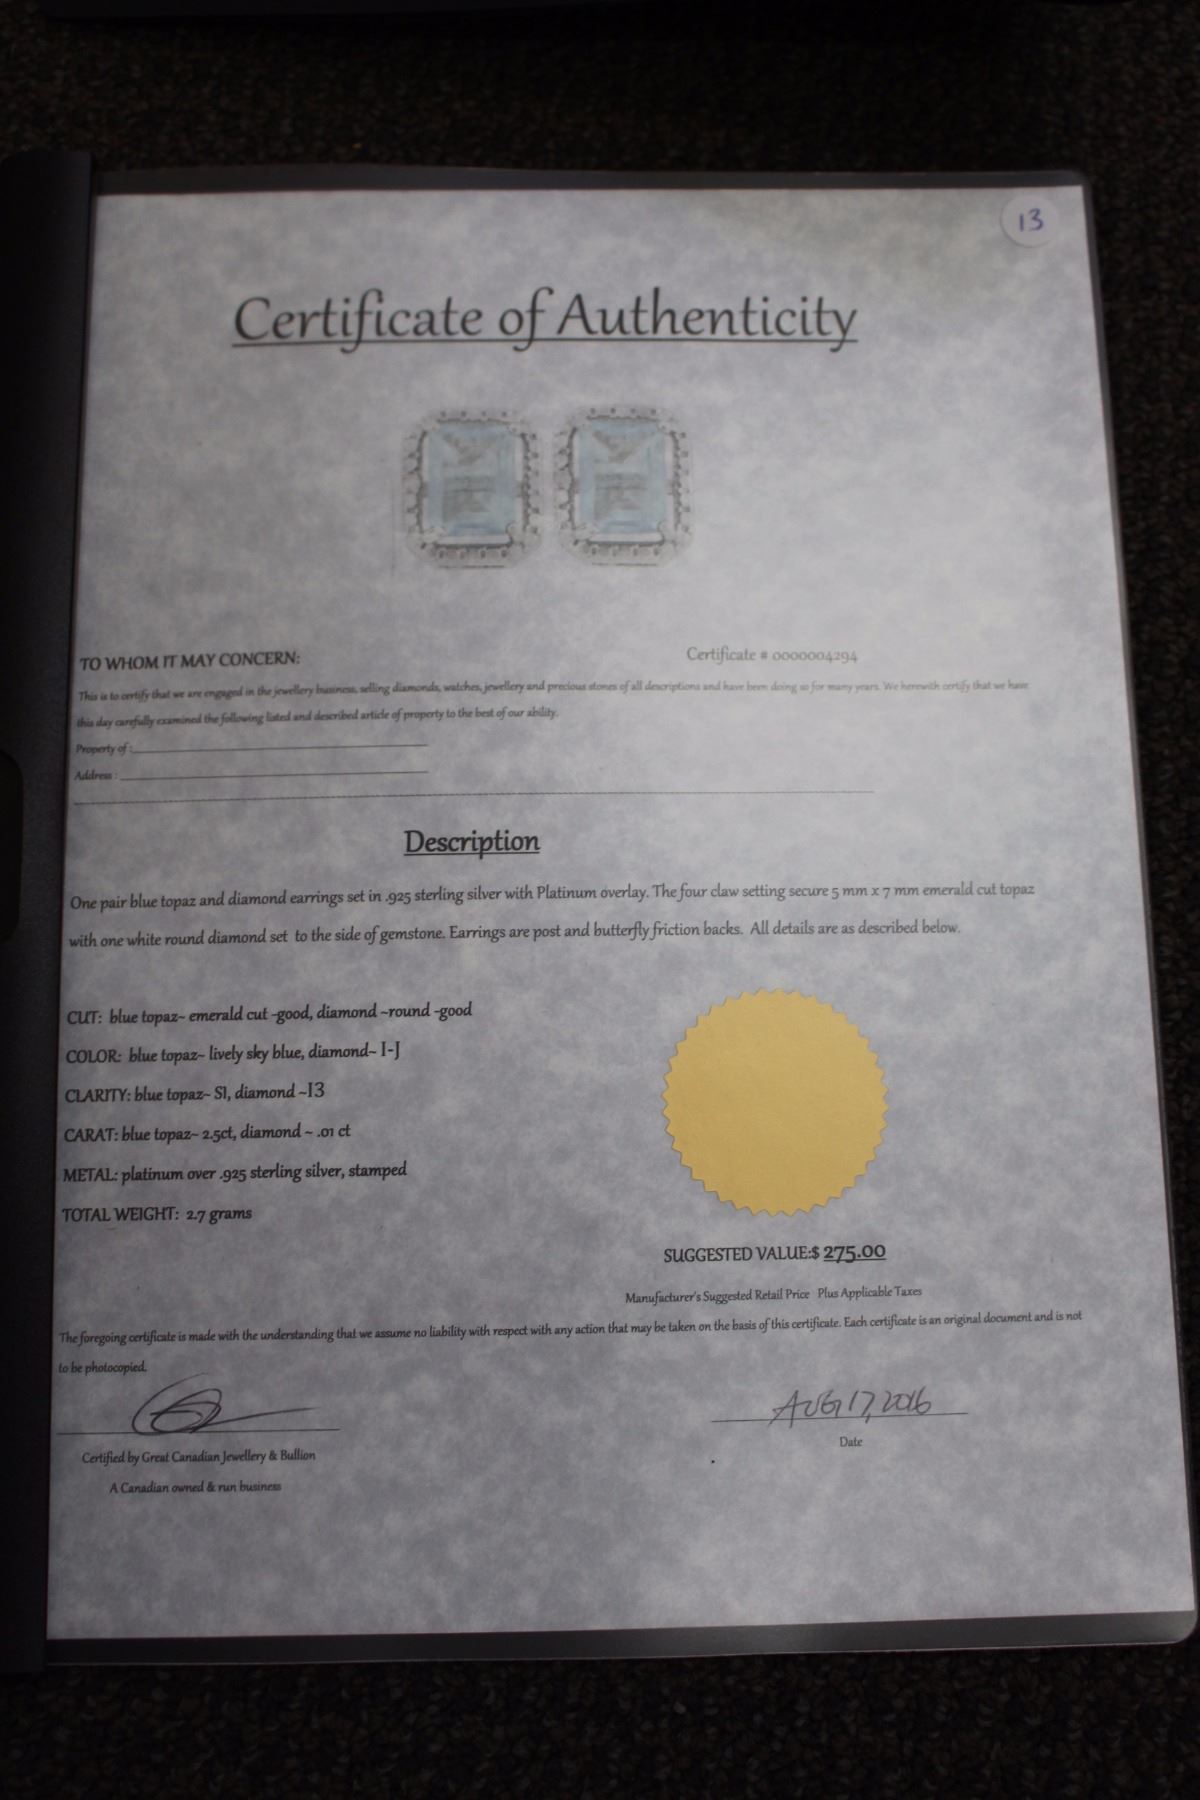 13
Certificate of Authenticity
TO WHOM IT MAY CONCERN:
Certificate # 0000004294
This is to certify that we are engaged in the jewellery business, selling diamonds, watches, jewellery and precious stones of all descriptions and have been doing so for many years. We herewith certify that we have
this day carefully examined the following listed and described article of property to the best of our ability.
Property of :
Address :
Description
One pair blue topaz and diamond earrings set in .925 sterling silver with Platinum overlay. The four claw setting secure 5 mm x 7 mm emerald cut topaz
with one white round diamond set to the side of gemstone. Earrings are post and butterfly friction backs. All details are as described below.
CUT: blue topaz~ emerald cut -good, diamond ~round -good
COLOR: blue topaz~ lively sky blue, diamond~ I-J
CLARITY: blue topaz~ SI, diamond ~I3
CARAT: blue topaz~ 2.5ct, diamond ~ .01 ct
METAL: platinum over .925 sterling silver, stamped
TOTAL WEIGHT: 2.7 grams
SUGGESTED VALUE:$ 275.00
Manufacturer's Suggested Retail Price Plus Applicable Taxes
The foregoing certificate is made with the understanding that we assume no liability with respect with any action that may be taken on the basis of this certificate. Each certificate is an original document and is not
to be photocopied.
AUG 17, 2016
Certified by Great Canadian Jewellery & Bullion
Date
A Canadian owned & run business